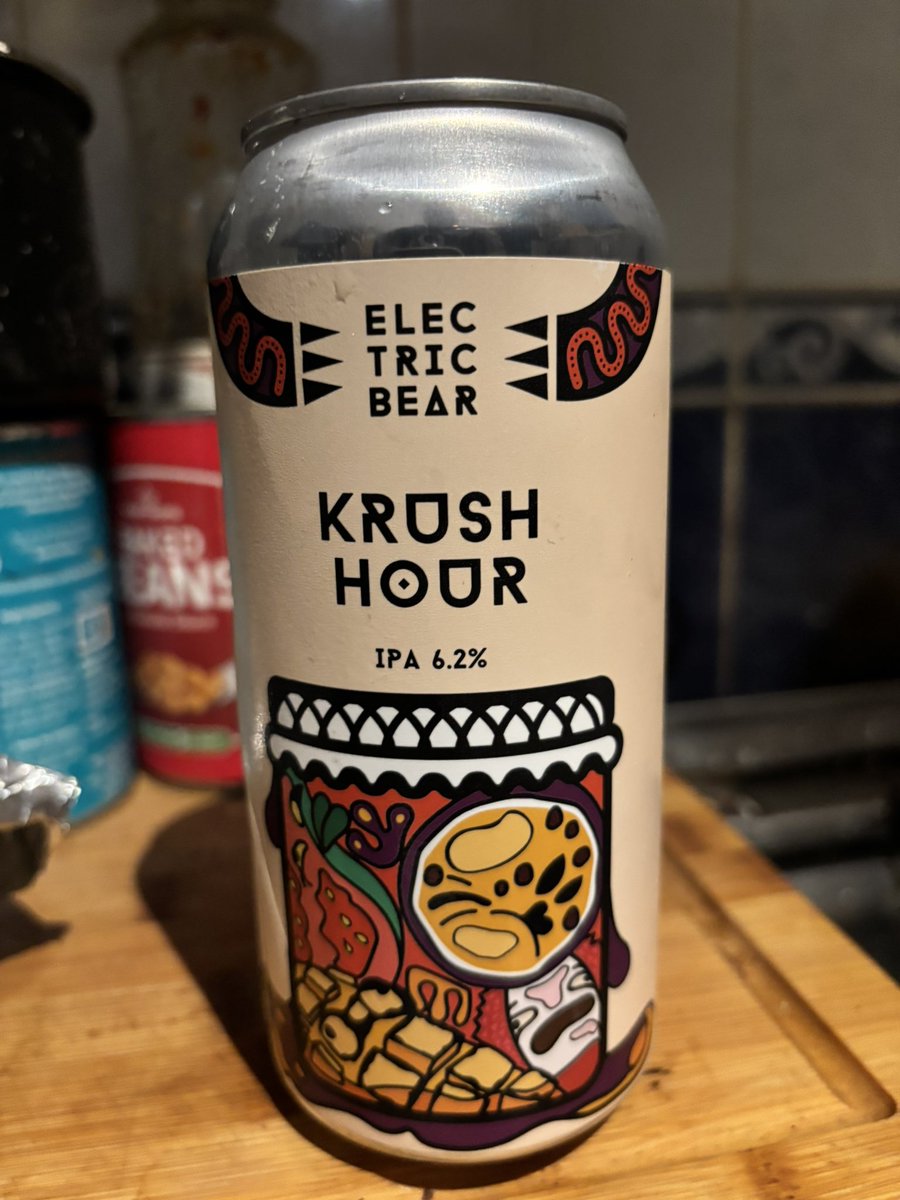 ELEC
TRIC
BEAR
KRUSH
HOUR
IPA 6.2%
BAKED
BEANS